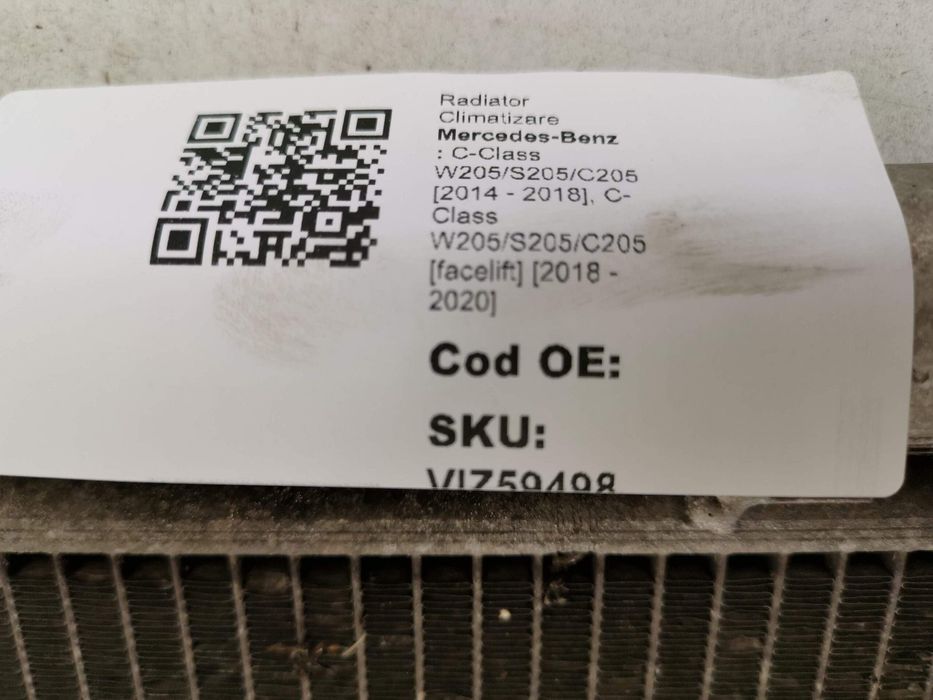 Radiator
Climatizare
Mercedes-Benz
: C-Class
W205/S205/C205
[2014 - 2018], C-
Class
W205/S205/C205
[facelift] [2018 -
2020]
Cod OE:
SKU:
VIZ59498